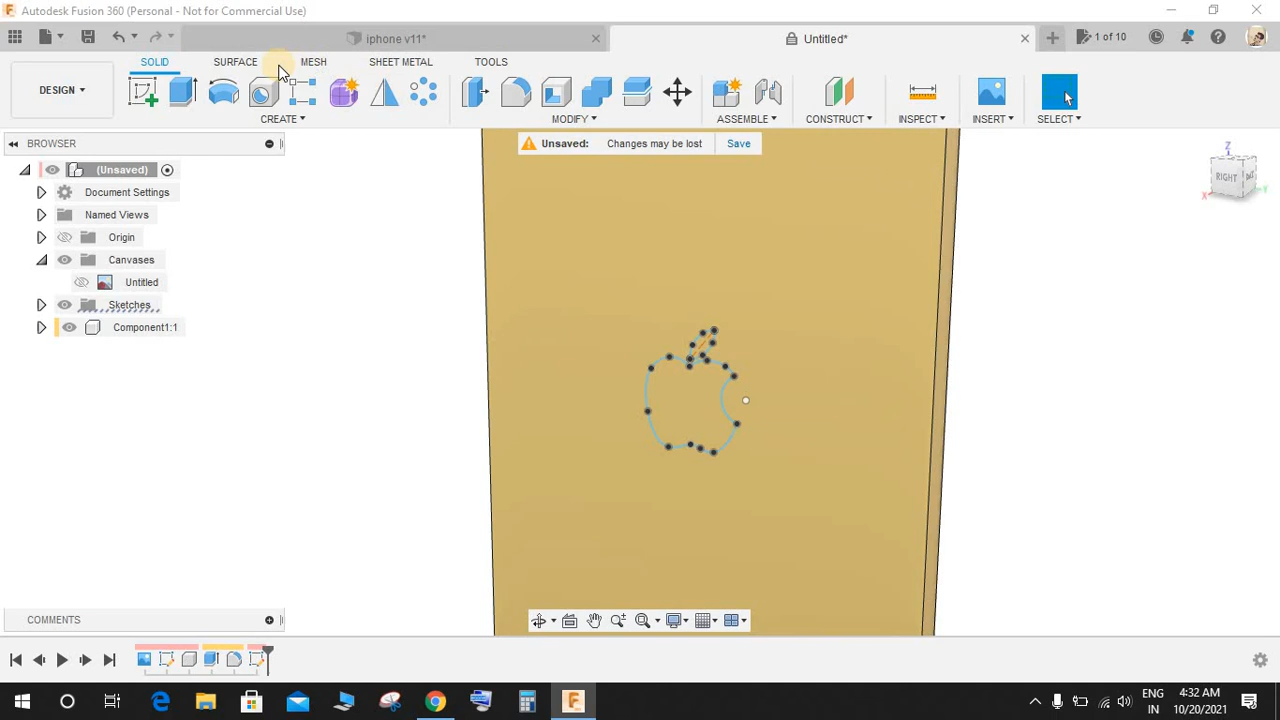 Autodesk Fusion 360 (Personal - Not for Commercial Use)
iphone v11*
Untitled*
1 of 10
SOLID
SURFACE
MESH
SHEET METAL
TOOLS
DESIGN
CREATE
MODIFY
ASSEMBLE
CONSTRUCT
INSPECT
INSERT
SELECT
BROWSER
Unsaved: Changes may be lost Save
(Unsaved)
Document Settings
Named Views
Origin
Canvases
Untitled
Sketches
Component1:1
Z
RIGHT
X
Y
COMMENTS
ENG
IN
4:32 AM
10/20/2021